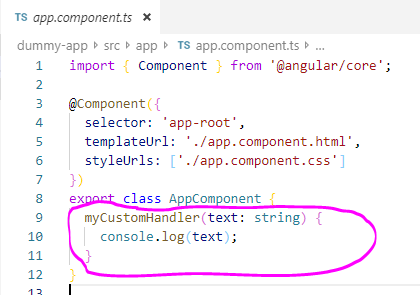 app.component.ts ×
dummy-app > src > app > app.component.ts > ...
1 import { Component } from '@angular/core';
2
3 @Component({
4 selector: 'app-root',
5 templateUrl: './app.component.html',
6 styleUrls: ['./app.component.css']
7 })
8 export class AppComponent {
9 myCustomHandler(text: string) {
10 console.log(text);
11 }
12 }
13